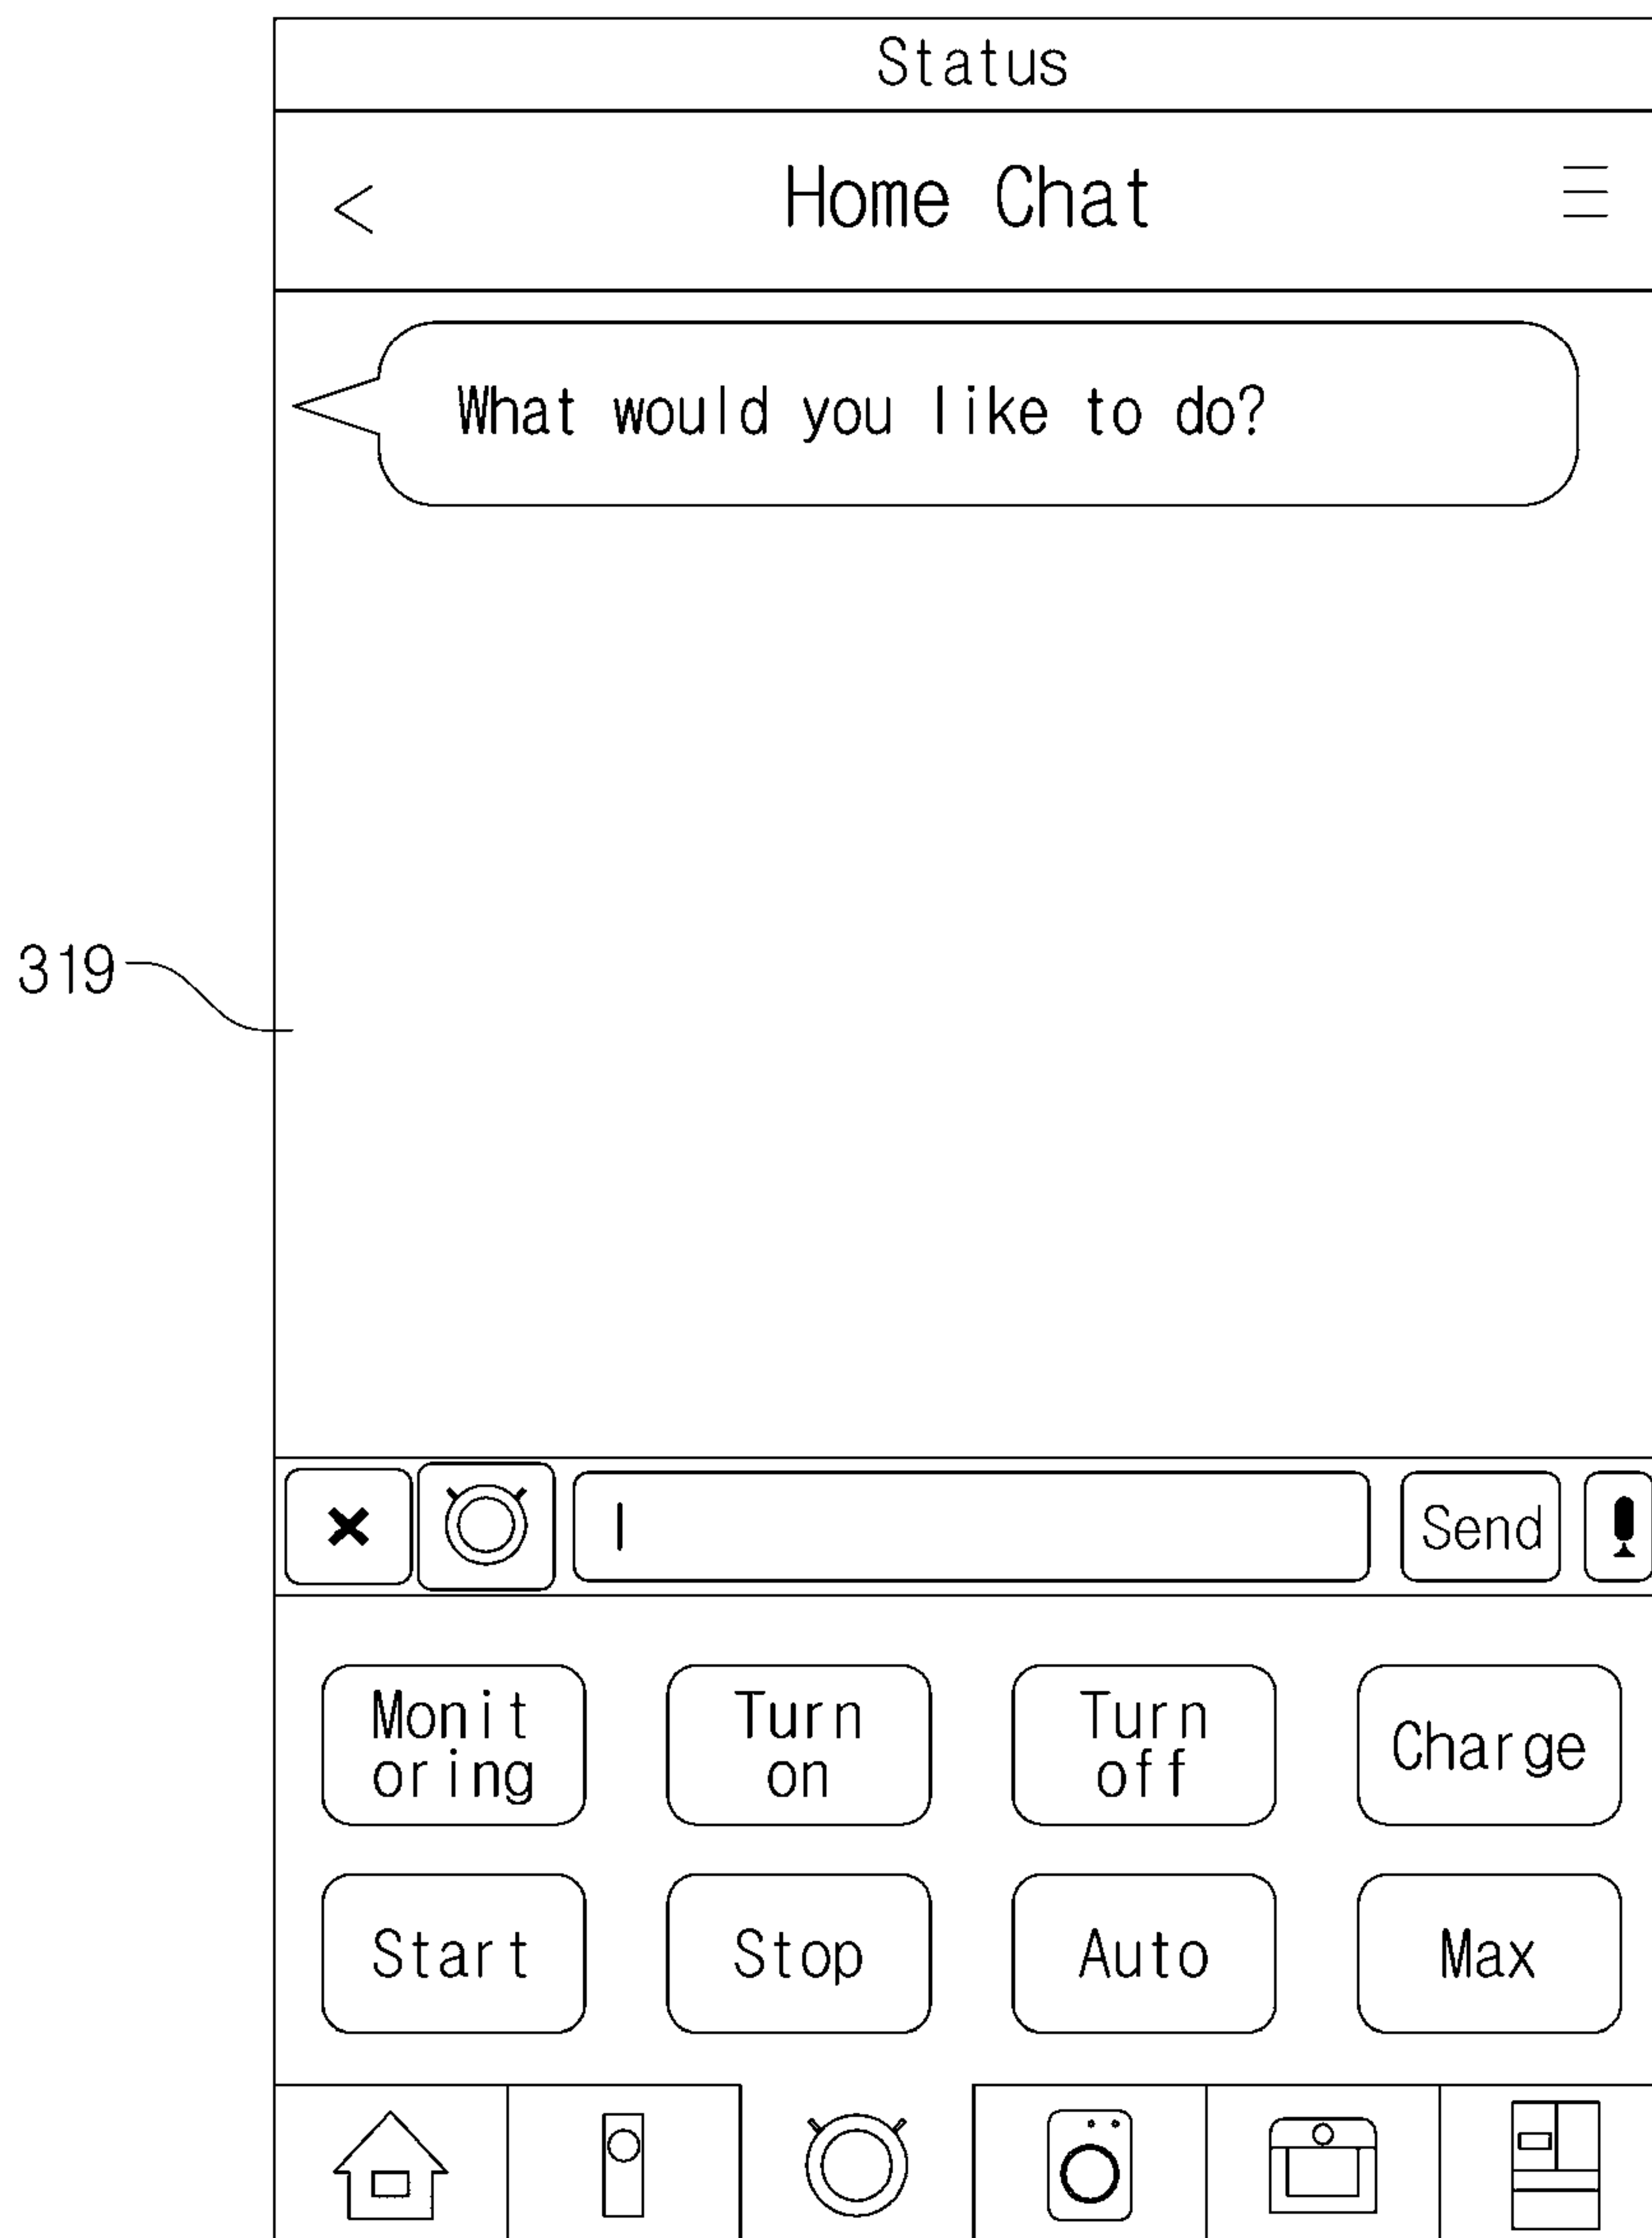 Status
<
Home Chat
What would you like to do?
319
Send
Monit
oring
Turn
on
Turn
off
Charge
Start
Stop
Auto
Max